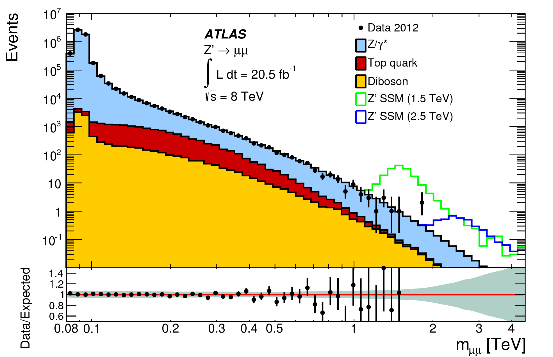 Events
10⁷
10⁶
10⁵
10⁴
10³
10²
10
1
10⁻¹
ATLAS
Z' → μμ
∫ L dt = 20.5 fb⁻¹
√s = 8 TeV
Data 2012
Z/γ*
Top quark
Diboson
Z' SSM (1.5 TeV)
Z' SSM (2.5 TeV)
Data/Expected
1.4
1.2
1
0.8
0.6
0.08 0.1 0.2 0.3 0.4 0.5 1 2 3 4
mμμ [TeV]